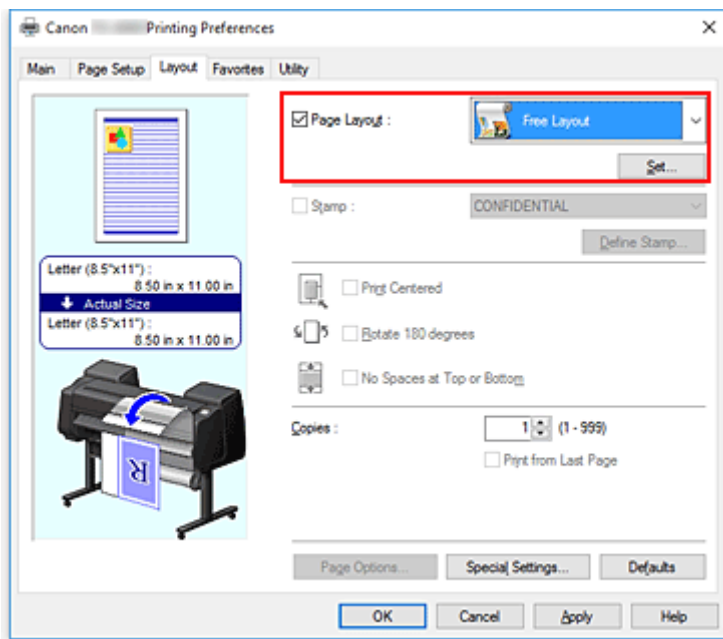 Canon Printing Preferences
Main Page Setup Layout Favorites Utility
Page Layout : Free Layout
Set...
Stamp : CONFIDENTIAL
Define Stamp...
Letter (8.5"x11") :
8.50 in x 11.00 in
Actual Size
Letter (8.5"x11") :
8.50 in x 11.00 in
Print Centered
Rotate 180 degrees
No Spaces at Top or Bottom
Copies : 1 (1 - 999)
Print from Last Page
R
Page Options... Special Settings... Defaults
OK Cancel Apply Help